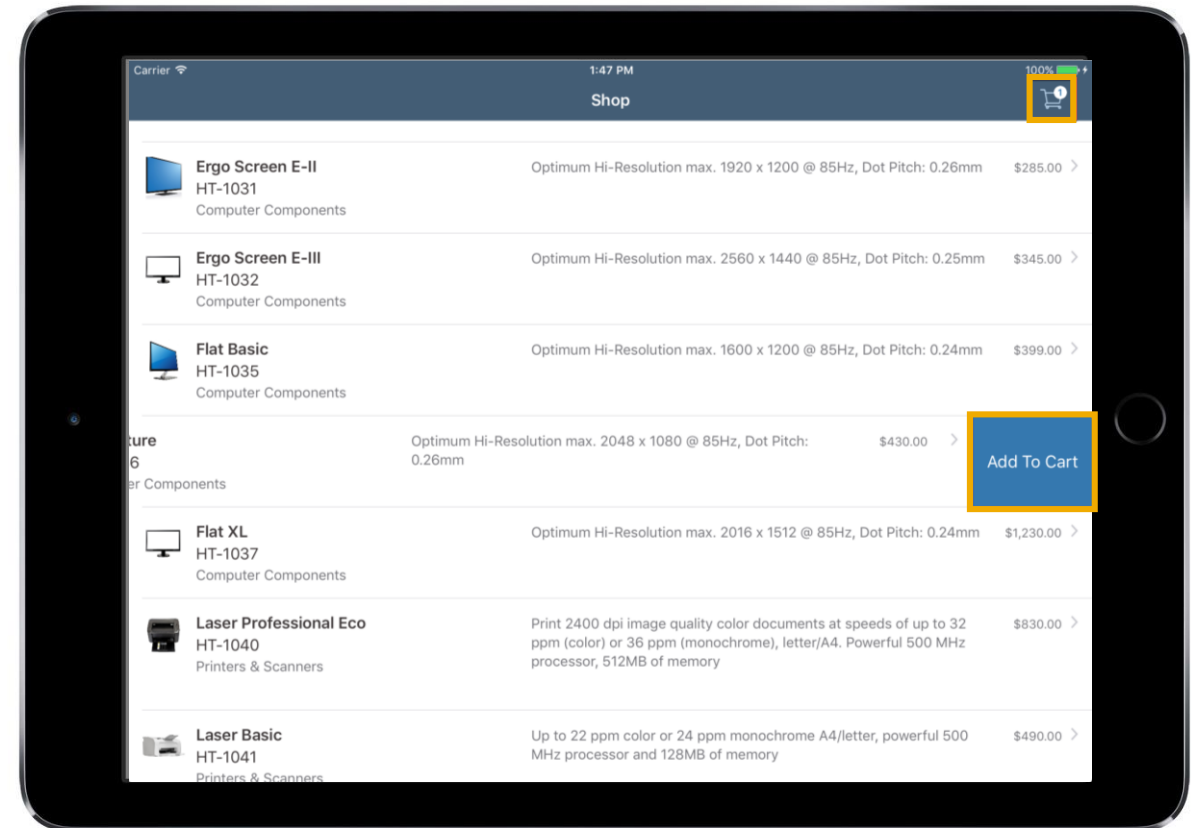 Carrier
1:47 PM
100%
Shop
1
Ergo Screen E-II
HT-1031
Computer Components
Optimum Hi-Resolution max. 1920 x 1200 @ 85Hz, Dot Pitch: 0.26mm
$285.00
Ergo Screen E-III
HT-1032
Computer Components
Optimum Hi-Resolution max. 2560 x 1440 @ 85Hz, Dot Pitch: 0.25mm
$345.00
Flat Basic
HT-1035
Computer Components
Optimum Hi-Resolution max. 1600 x 1200 @ 85Hz, Dot Pitch: 0.24mm
$399.00
ture
6
er Components
Optimum Hi-Resolution max. 2048 x 1080 @ 85Hz, Dot Pitch:
0.26mm
$430.00
Add To Cart
Flat XL
HT-1037
Computer Components
Optimum Hi-Resolution max. 2016 x 1512 @ 85Hz, Dot Pitch: 0.24mm
$1,230.00
Laser Professional Eco
HT-1040
Printers & Scanners
Print 2400 dpi image quality color documents at speeds of up to 32
ppm (color) or 36 ppm (monochrome), letter/A4. Powerful 500 MHz
processor, 512MB of memory
$830.00
Laser Basic
HT-1041
Printers & Scanners
Up to 22 ppm color or 24 ppm monochrome A4/letter, powerful 500
MHz processor and 128MB of memory
$490.00